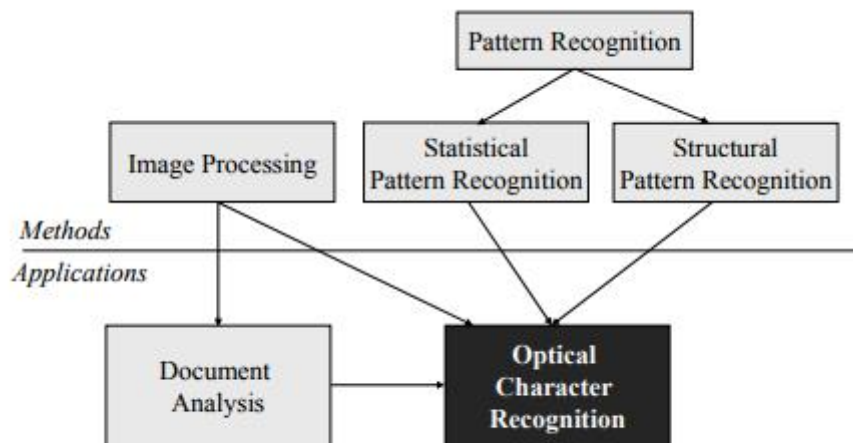 Pattern Recognition
Image Processing
Statistical
Pattern Recognition
Structural
Pattern Recognition
Methods
Applications
Document
Analysis
Optical
Character
Recognition